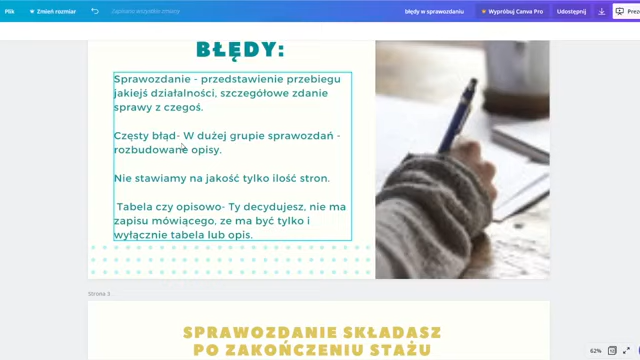 Plik
Zmień rozmiar
Zapisano wszystkie zmiany
błędy w sprawozdaniu
Wypróbuj Canva Pro
Udostępnij
BŁĘDY:
Sprawozdanie - przedstawienie przebiegu
jakiejś działalności, szczegółowe zdanie
sprawy z czegoś.
Częsty błąd- W dużej grupie sprawozdań -
rozbudowane opisy.
Nie stawiamy na jakość tylko ilość stron.
Tabela czy opisowo- Ty decydujesz, nie ma
zapisu mówiącego, ze ma być tylko i
wyłącznie tabela lub opis.
Strona 3
SPRAWOZDANIE SKŁADASZ
PO ZAKOŃCZENIU STAŻU
62%